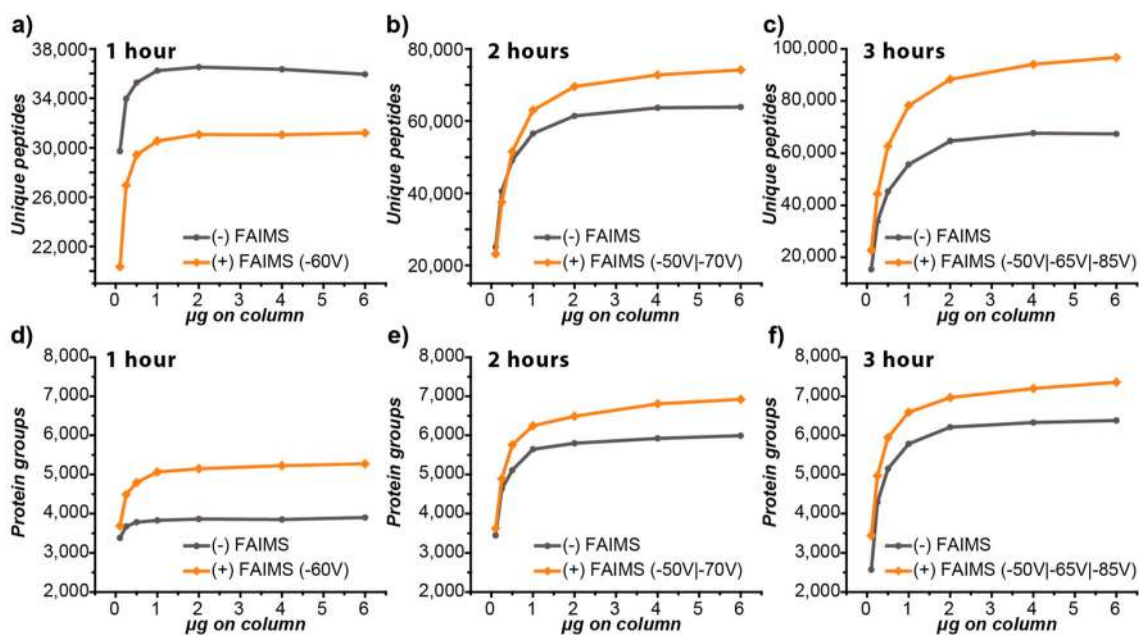 a) 1 hour
38,000
34,000
30,000
26,000
22,000
Unique peptides
(-) FAIMS
(+) FAIMS (-60V)
0 1 2 3 4 5 6
µg on column
b) 2 hours
80,000
60,000
40,000
20,000
Unique peptides
(-) FAIMS
(+) FAIMS (-50V|-70V)
0 1 2 3 4 5 6
µg on column
c) 3 hours
100,000
80,000
60,000
40,000
20,000
Unique peptides
(-) FAIMS
(+) FAIMS (-50V|-65V|-85V)
0 1 2 3 4 5 6
µg on column
d) 1 hour
8,000
7,000
6,000
5,000
4,000
3,000
2,000
Protein groups
(-) FAIMS
(+) FAIMS (-60V)
0 1 2 3 4 5 6
µg on column
e) 2 hours
8,000
7,000
6,000
5,000
4,000
3,000
2,000
Protein groups
(-) FAIMS
(+) FAIMS (-50V|-70V)
0 1 2 3 4 5 6
µg on column
f) 3 hour
8,000
7,000
6,000
5,000
4,000
3,000
2,000
Protein groups
(-) FAIMS
(+) FAIMS (-50V|-65V|-85V)
0 1 2 3 4 5 6
µg on column